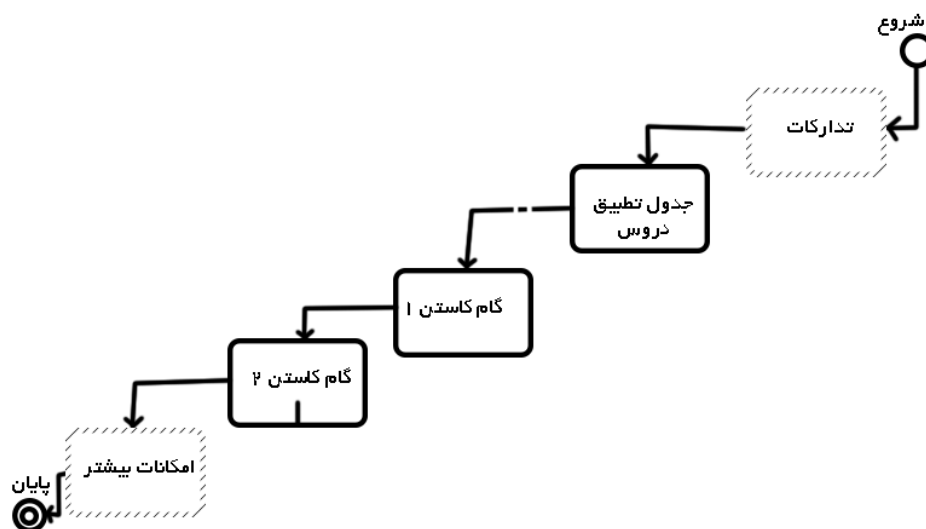 شروع
تدارکات
جدول تطبیق
دروس
گام کاستن ۱
گام کاستن ۲
امکانات بیشتر
پایان